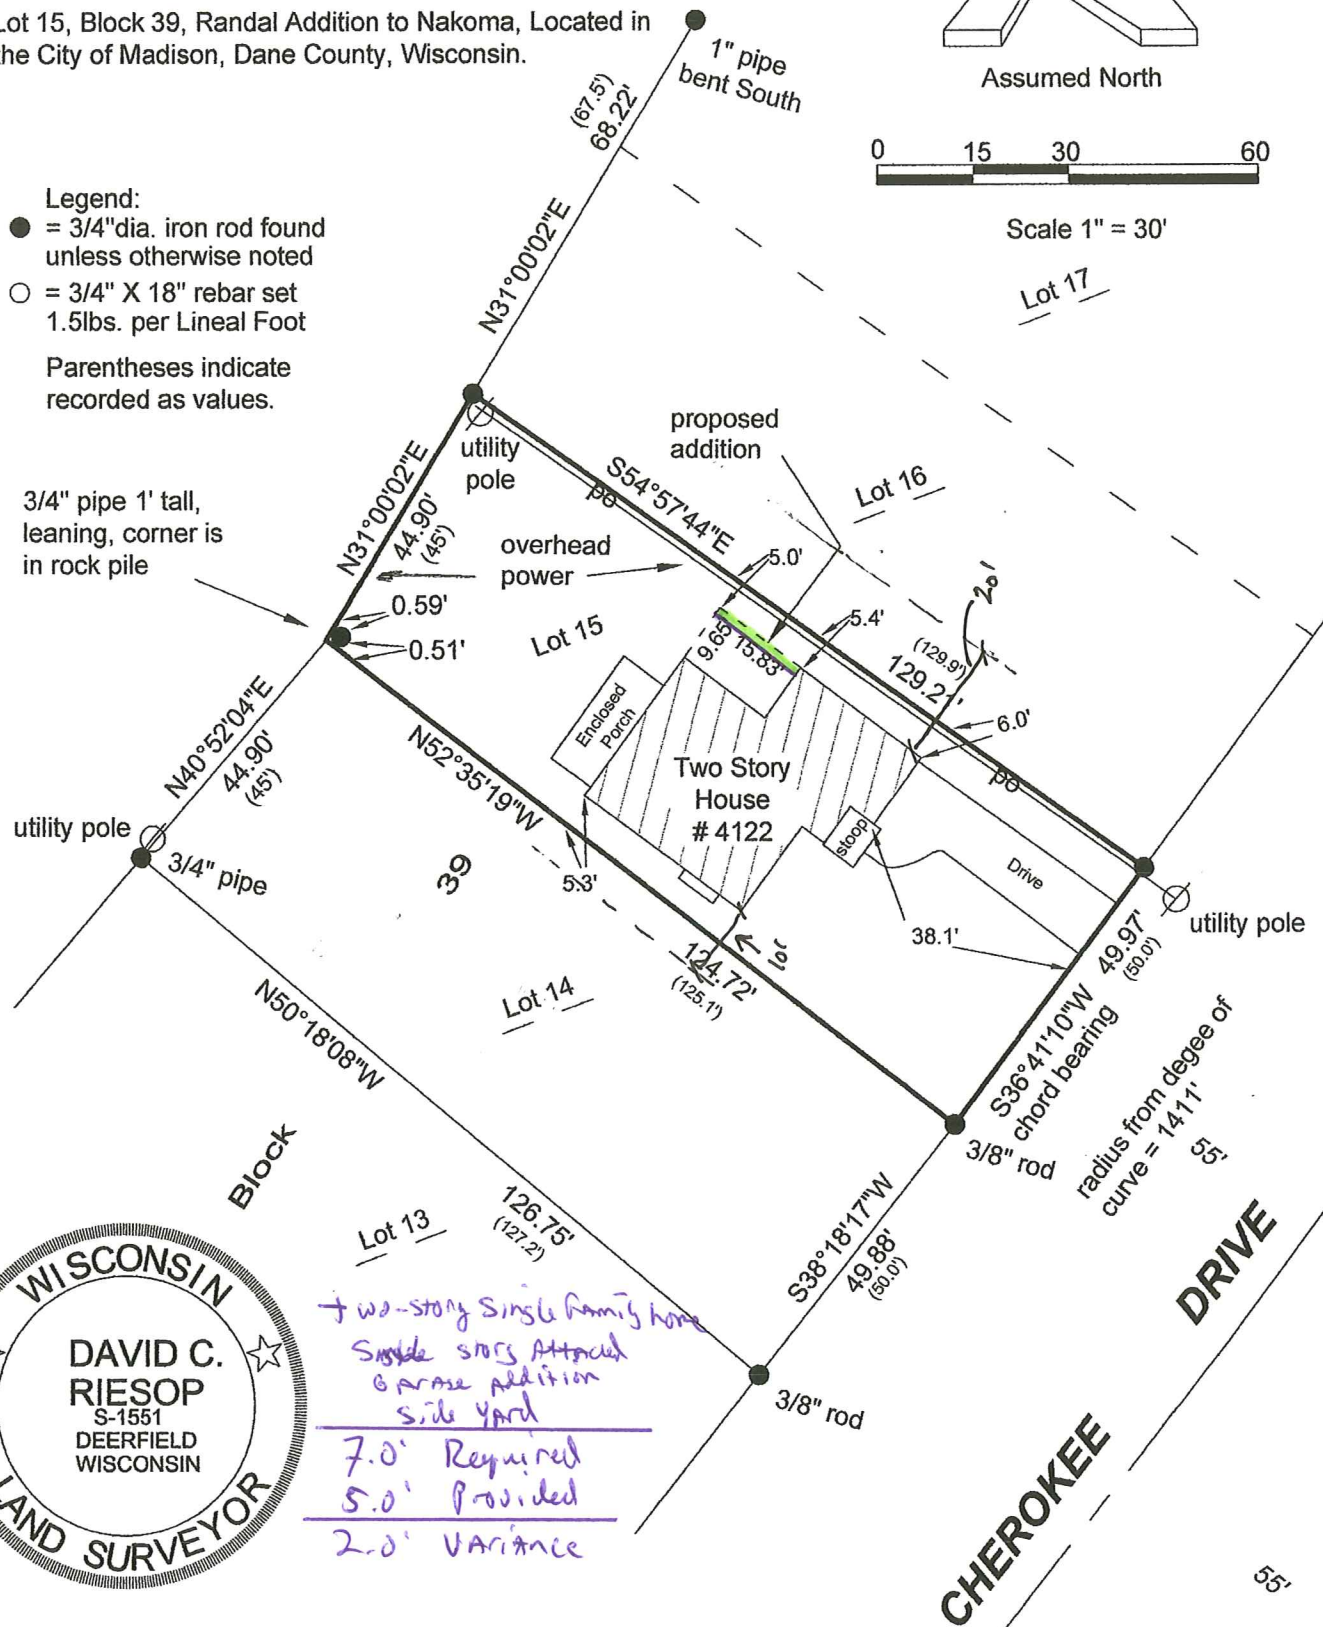 Lot 15, Block 39, Randal Addition to Nakoma, Located in
the City of Madison, Dane County, Wisconsin.
Assumed North
0 15 30 60
Scale 1" = 30'
Legend:
= 3/4"dia. iron rod found
unless otherwise noted
= 3/4" X 18" rebar set
1.5lbs. per Lineal Foot
Parentheses indicate
recorded as values.
1" pipe
bent South
(67.5')
68.22'
N31°00'02"E
Lot 17
utility
pole
proposed
addition
po
S54°57'44"E
Lot 16
3/4" pipe 1' tall,
leaning, corner is
in rock pile
N31°00'02"E
44.90'
(45')
overhead
power
5.0'
20'
0.59'
0.51'
Lot 15
9.65'
15.83'
5.4'
(129.9')
129.21'
6.0'
Enclosed
Porch
N40°52'04"E
44.90'
(45')
N52°35'19"W
Two Story
House
# 4122
po
stoop
Drive
utility pole
3/4" pipe
39
5.3'
38.1'
utility pole
10'
124.72'
(125.1')
49.97'
(50.0')
S36°41'10"W
chord bearing
Lot 14
N50°18'08"W
radius from degee of
curve = 1411'
55'
3/8" rod
Block
126.75'
(127.2')
Lot 13
S38°18'17"W
49.88'
(50.0')
DRIVE
WISCONSIN
DAVID C.
RIESOP
S-1551
DEERFIELD
WISCONSIN
LAND SURVEYOR
two-story Single family home
Single story Attached
Garage Addition
Side Yard
7.0' Required
5.0' Provided
2.0' Variance
3/8" rod
CHEROKEE
55'